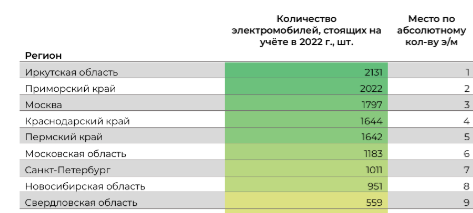 Количество
электромобилей, стоящих на
учёте в 2022 г., шт.
Место по
абсолютному
кол-ву э/м
Регион
Иркутская область 2131 1
Приморский край 2022 2
Москва 1797 3
Краснодарский край 1644 4
Пермский край 1642 5
Московская область 1183 6
Санкт-Петербург 1011 7
Новосибирская область 951 8
Свердловская область 559 9